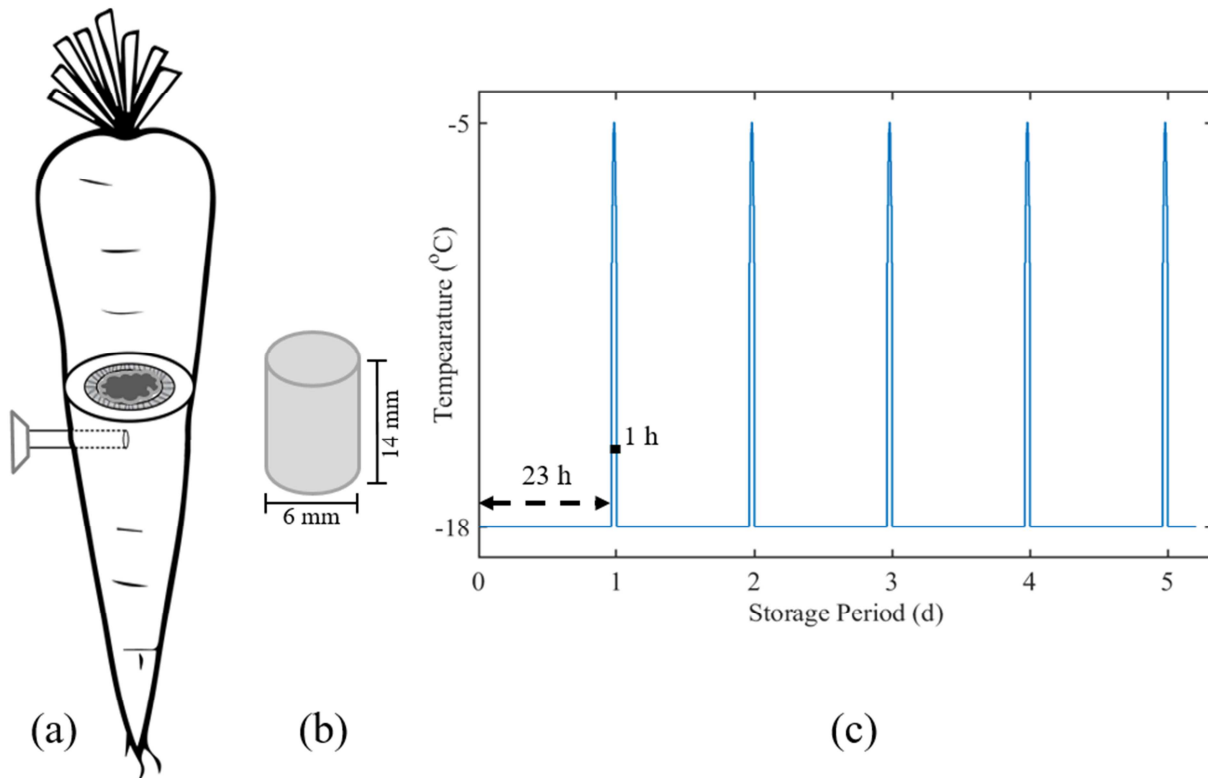 (a)
14 mm
6 mm
(b)
Tempearature (°C)
-5
-18
23 h
1 h
0 1 2 3 4 5
Storage Period (d)
(c)